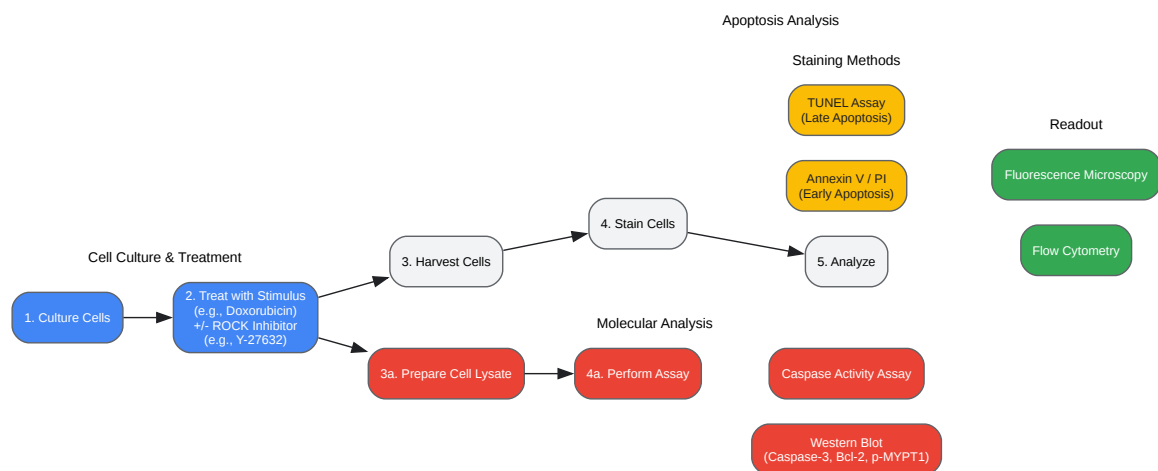 Apoptosis Analysis
Staining Methods
TUNEL Assay
(Late Apoptosis)
Readout
Fluorescence Microscopy
Annexin V / PI
(Early Apoptosis)
4. Stain Cells
Flow Cytometry
3. Harvest Cells
5. Analyze
Cell Culture & Treatment
1. Culture Cells
2. Treat with Stimulus
(e.g., Doxorubicin)
+/- ROCK Inhibitor
(e.g., Y-27632)
Molecular Analysis
3a. Prepare Cell Lysate
4a. Perform Assay
Caspase Activity Assay
Western Blot
(Caspase-3, Bcl-2, p-MYPT1)